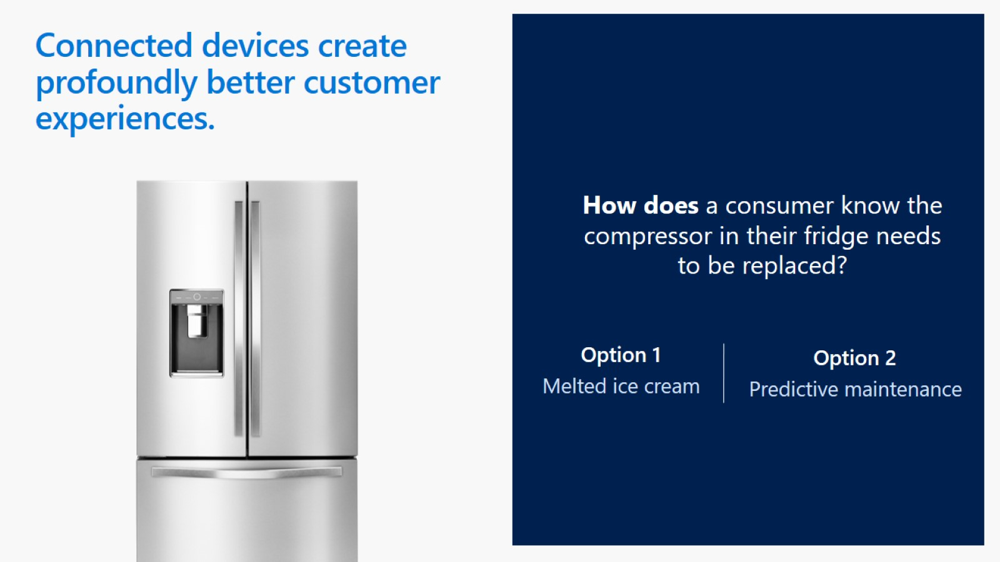 Connected devices create
profoundly better customer
experiences.
How does a consumer know the
compressor in their fridge needs
to be replaced?
Option 1
Melted ice cream
Option 2
Predictive maintenance